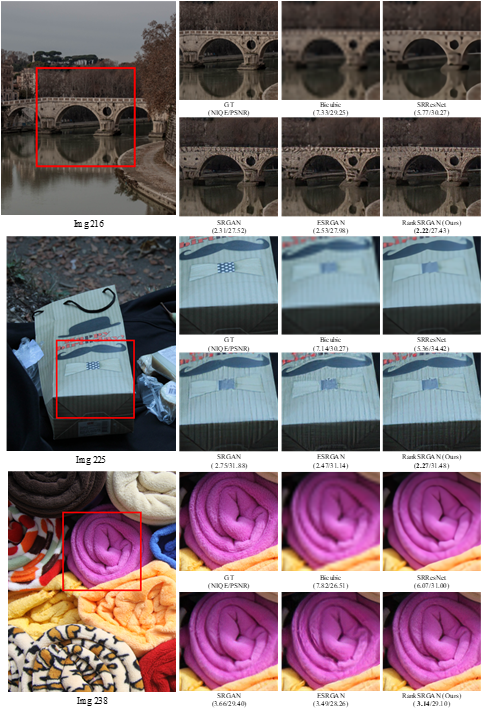 GT
(NIQE/PSNR)
Bicubic
(7.33/29.25)
SRResNet
(5.77/30.27)
SRGAN
(2.31/27.52)
ESRGAN
(2.53/27.98)
RankSRGAN (Ours)
(2.22/27.43)
Img 216
GT
(NIQE/PSNR)
Bicubic
(7.14/30.27)
SRResNet
(5.36/34.42)
SRGAN
(2.75/31.88)
ESRGAN
(2.47/31.14)
RankSRGAN (Ours)
(2.27/31.48)
Img 225
GT
(NIQE/PSNR)
Bicubic
(7.82/26.51)
SRResNet
(6.07/31.00)
SRGAN
(3.66/29.40)
ESRGAN
(3.49/28.26)
RankSRGAN (Ours)
(3.14/29.10)
Img 238